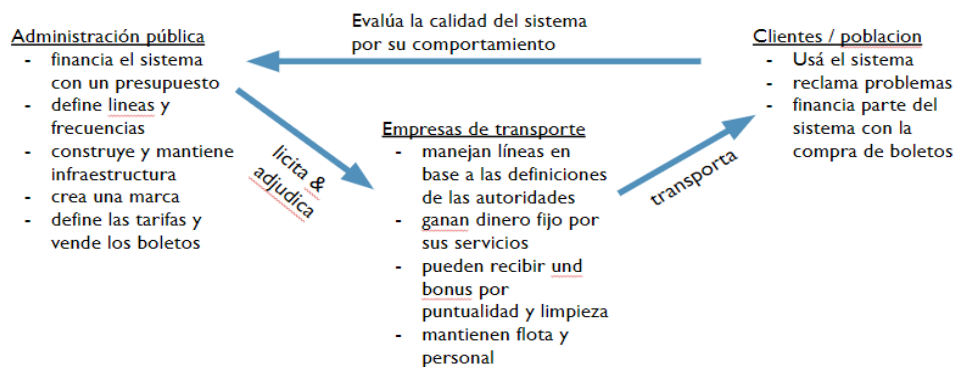 Evalúa la calidad del sistema
por su comportamiento
Administración pública
- financia el sistema
con un presupuesto
- define lineas y
frecuencias
- construye y mantiene
infraestructura
- crea una marca
- define las tarifas y
vende los boletos
licita &
adjudica
Empresas de transporte
- manejan líneas en
base a las definiciones
de las autoridades
- ganan dinero fijo por
sus servicios
- pueden recibir und
bonus por
puntualidad y limpieza
- mantienen flota y
personal
transporta
Clientes / poblacion
- Usá el sistema
- reclama problemas
- financia parte del
sistema con la
compra de boletos